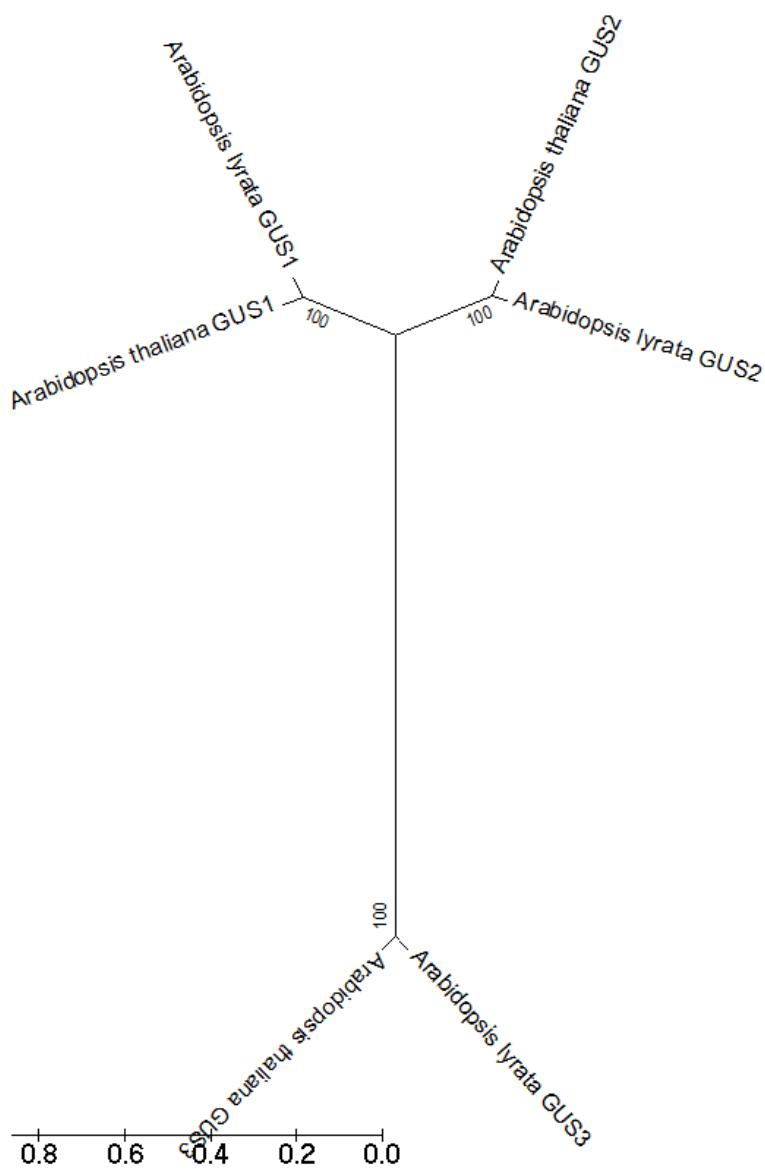 Arabidopsis lyrata GUS1
Arabidopsis thaliana GUS2
Arabidopsis thaliana GUS1
100
100
Arabidopsis lyrata GUS2
100
Arabidopsis thaliana GUS3
Arabidopsis lyrata GUS3
0.8 0.6 0.4 0.2 0.0